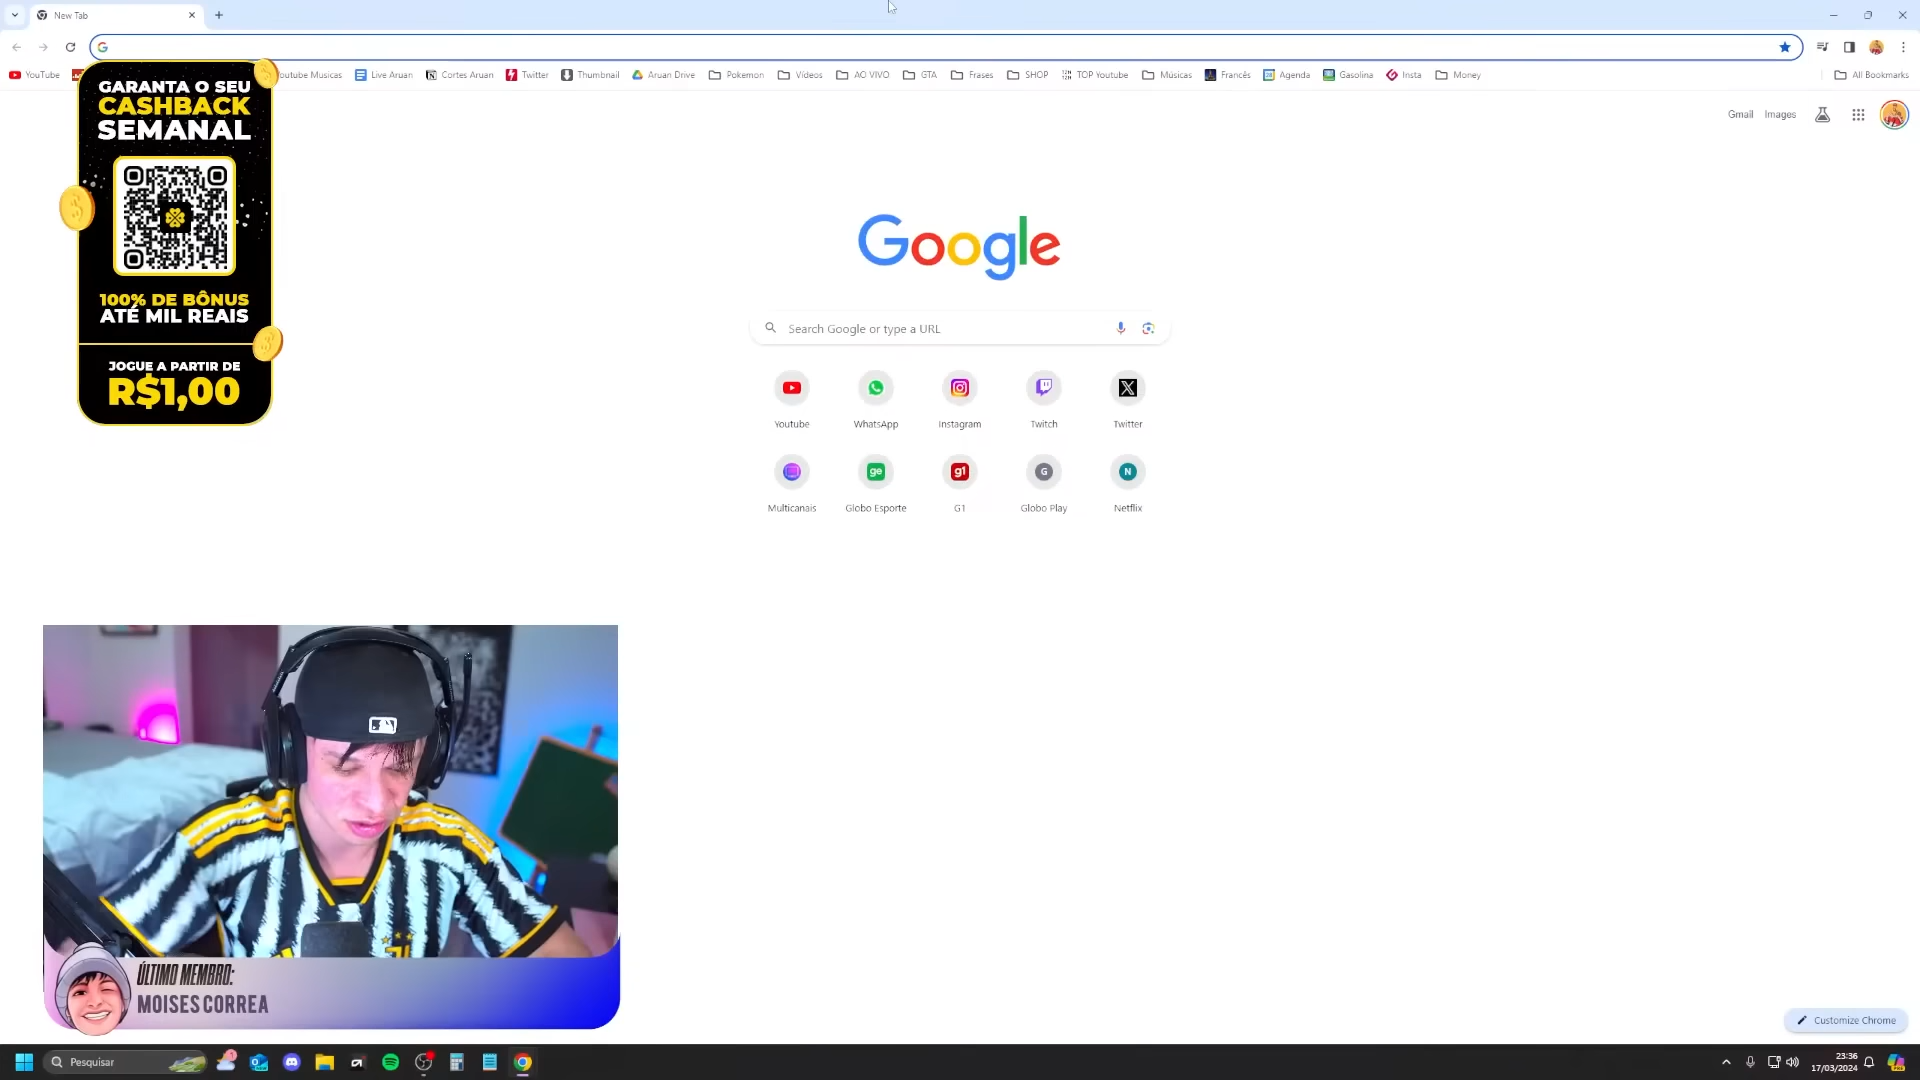 New Tab
YouTube
Youtube Musicas
Live Aruan
Cortes Aruan
Twitter
Thumbnail
Aruan Drive
Pokemon
Vídeos
AO VIVO
GTA
Frases
SHOP
TOP Youtube
Músicas
Francês
Agenda
Gasolina
Insta
Money
All Bookmarks
GARANTA O SEU
CASHBACK
SEMANAL
100% DE BÔNUS
ATÉ MIL REAIS
JOGUE A PARTIR DE
R$1,00
Gmail
Images
Google
Search Google or type a URL
Youtube
WhatsApp
Instagram
Twitch
Twitter
Multicanais
Globo Esporte
G1
Globo Play
Netflix
ÚLTIMO MEMBRO:
MOISES CORREA
Customize Chrome
Pesquisar
23:36
17/03/2024